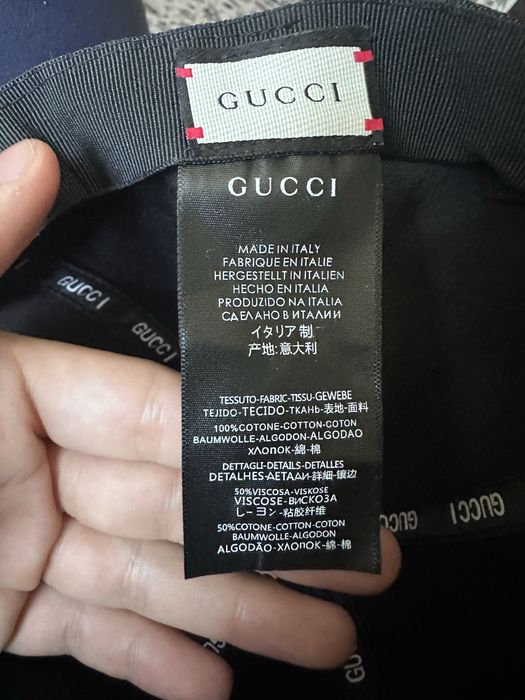 GUCCI
GUCCI
MADE IN ITALY
FABRIQUE EN ITALIE
HERGESTELLT IN ITALIEN
HECHO EN ITALIA
PRODUZIDO NA ITALIA
СДЕЛАНО В ИТАЛИИ
イタリア制
产地:意大利
TESSUTO-FABRIC-TISSU-GEWEBE
TEJIDO-TECIDO-ТКАНЬ-表地-面料
100%COTONE-COTTON-COTON
BAUMWOLLE-ALGODON-ALGODAO
ХЛОПОК-綿-棉
DETTAGLI-DETAILS-DETALLES
DETALHES-ДЕТАЛИ-詳細-镶边
50%VISCOSA-VISKOSE
VISCOSE-ВИСКОЗА
レーヨン-粘胶纤维
50%COTONE-COTTON-COTON
BAUMWOLLE-ALGODON
ALGODÃO-ХЛОПОК-綿-棉
GUCCI
GUCCI
GUCCI
GUCCI